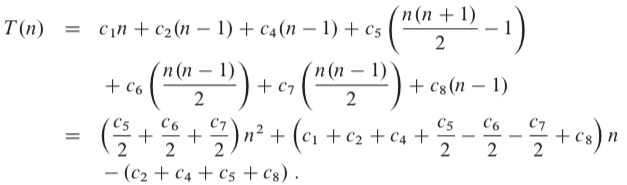 T(n) = c₁n + c₂(n − 1) + c₄(n − 1) + c₅(n(n + 1)/2 − 1)
+ c₆(n(n − 1)/2) + c₇(n(n − 1)/2) + c₈(n − 1)
= (c₅/2 + c₆/2 + c₇/2)n² + (c₁ + c₂ + c₄ + c₅/2 − c₆/2 − c₇/2 + c₈)n
− (c₂ + c₄ + c₅ + c₈) .